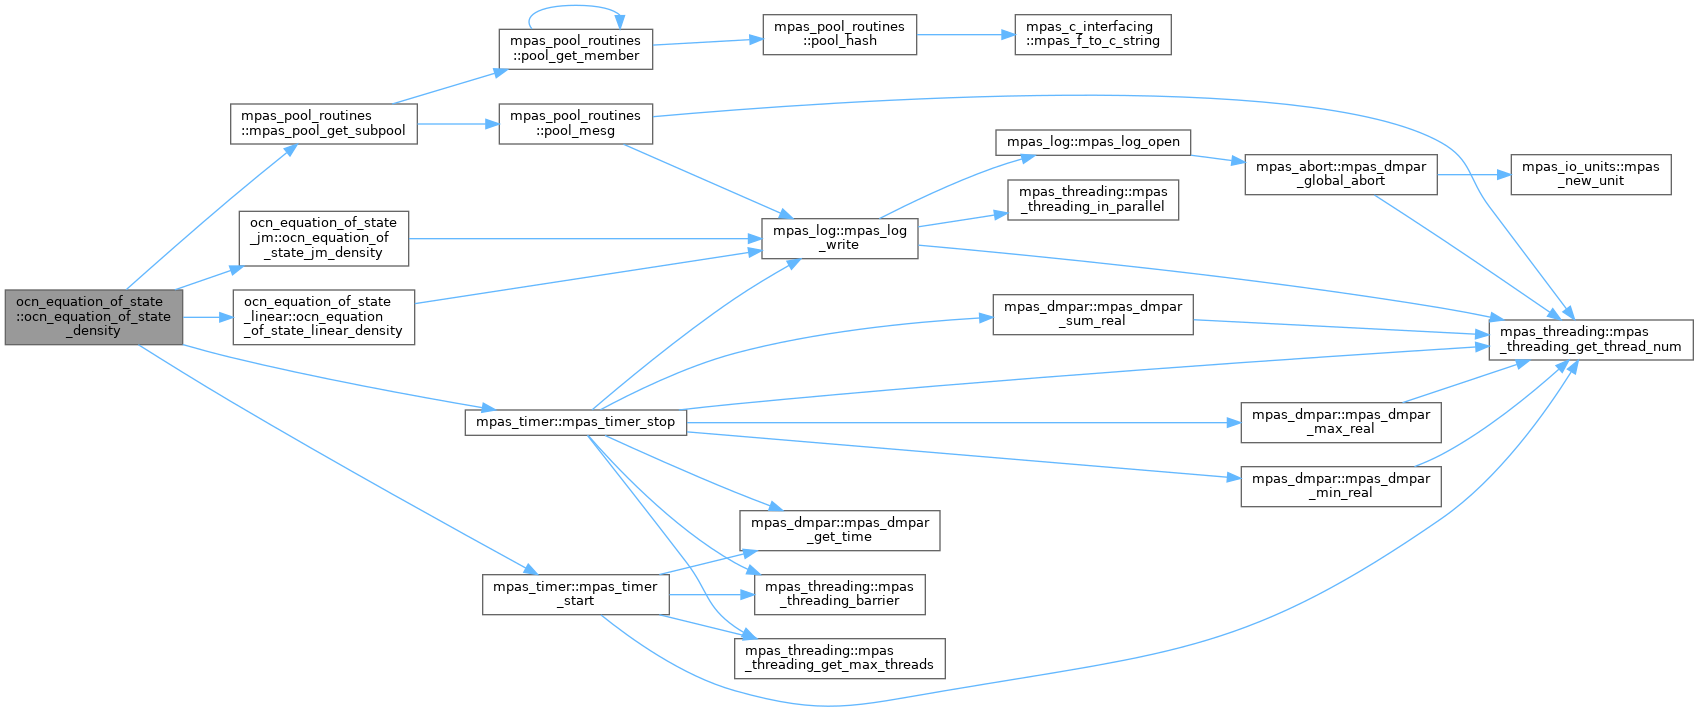 mpas_pool_routines
::pool_get_member
mpas_pool_routines
::pool_hash
mpas_c_interfacing
::mpas_f_to_c_string
mpas_pool_routines
::mpas_pool_get_subpool
mpas_pool_routines
::pool_mesg
mpas_log::mpas_log_open
mpas_abort::mpas_dmpar
_global_abort
mpas_io_units::mpas
_new_unit
mpas_threading::mpas
_threading_in_parallel
ocn_equation_of_state
_jm::ocn_equation_of
_state_jm_density
mpas_log::mpas_log
_write
ocn_equation_of_state
::ocn_equation_of_state
_density
ocn_equation_of_state
_linear::ocn_equation
_of_state_linear_density
mpas_dmpar::mpas_dmpar
_sum_real
mpas_threading::mpas
_threading_get_thread_num
mpas_timer::mpas_timer_stop
mpas_dmpar::mpas_dmpar
_max_real
mpas_dmpar::mpas_dmpar
_min_real
mpas_dmpar::mpas_dmpar
_get_time
mpas_timer::mpas_timer
_start
mpas_threading::mpas
_threading_barrier
mpas_threading::mpas
_threading_get_max_threads